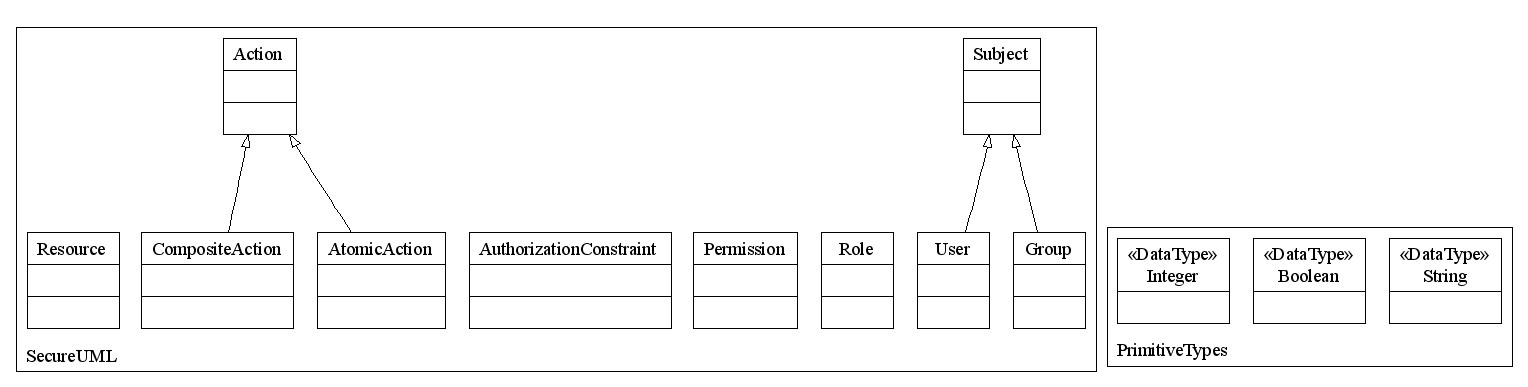 Action
Subject
Resource
CompositeAction
AtomicAction
AuthorizationConstraint
Permission
Role
User
Group
SecureUML
«DataType»
Integer
«DataType»
Boolean
«DataType»
String
PrimitiveTypes